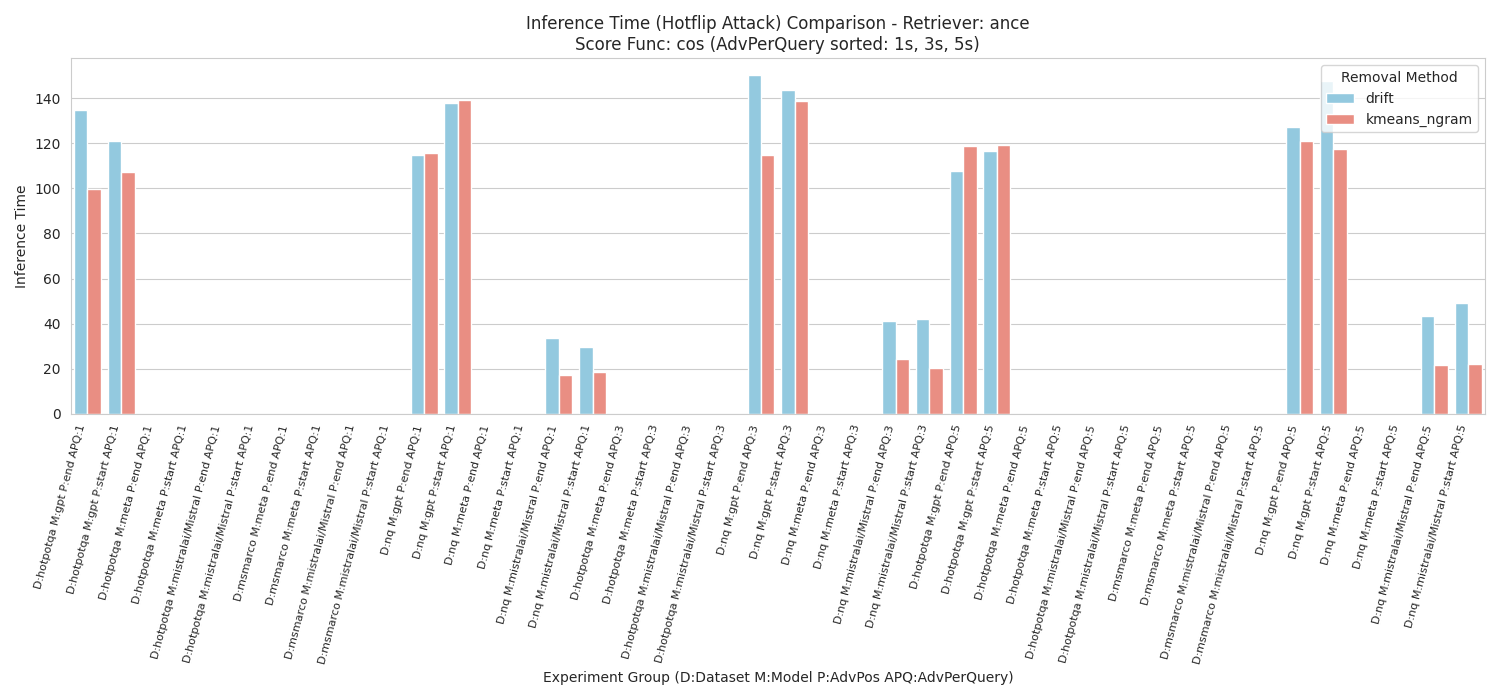 Inference Time (Hotflip Attack) Comparison - Retriever: ance
Score Func: cos (AdvPerQuery sorted: 1s, 3s, 5s)
Removal Method
drift
kmeans_ngram
Inference Time
140
120
100
80
60
40
20
0
D:hotpotqa M:gpt P:end APQ:1
D:hotpotqa M:gpt P:start APQ:1
D:hotpotqa M:meta P:end APQ:1
D:hotpotqa M:meta P:start APQ:1
D:hotpotqa M:mistralai/Mistral P:end APQ:1
D:hotpotqa M:mistralai/Mistral P:start APQ:1
D:msmarco M:meta P:end APQ:1
D:msmarco M:meta P:start APQ:1
D:msmarco M:mistralai/Mistral P:end APQ:1
D:msmarco M:mistralai/Mistral P:start APQ:1
D:nq M:gpt P:end APQ:1
D:nq M:gpt P:start APQ:1
D:nq M:meta P:end APQ:1
D:nq M:meta P:start APQ:1
D:nq M:mistralai/Mistral P:end APQ:1
D:nq M:mistralai/Mistral P:start APQ:1
D:hotpotqa M:meta P:end APQ:3
D:hotpotqa M:meta P:start APQ:3
D:hotpotqa M:mistralai/Mistral P:end APQ:3
D:hotpotqa M:mistralai/Mistral P:start APQ:3
D:nq M:gpt P:end APQ:3
D:nq M:gpt P:start APQ:3
D:nq M:meta P:end APQ:3
D:nq M:meta P:start APQ:3
D:nq M:mistralai/Mistral P:end APQ:3
D:nq M:mistralai/Mistral P:start APQ:3
D:hotpotqa M:gpt P:end APQ:5
D:hotpotqa M:gpt P:start APQ:5
D:hotpotqa M:meta P:end APQ:5
D:hotpotqa M:meta P:start APQ:5
D:hotpotqa M:mistralai/Mistral P:end APQ:5
D:hotpotqa M:mistralai/Mistral P:start APQ:5
D:msmarco M:meta P:end APQ:5
D:msmarco M:meta P:start APQ:5
D:msmarco M:mistralai/Mistral P:end APQ:5
D:msmarco M:mistralai/Mistral P:start APQ:5
D:nq M:gpt P:end APQ:5
D:nq M:gpt P:start APQ:5
D:nq M:meta P:end APQ:5
D:nq M:meta P:start APQ:5
D:nq M:mistralai/Mistral P:end APQ:5
D:nq M:mistralai/Mistral P:start APQ:5
Experiment Group (D:Dataset M:Model P:AdvPos APQ:AdvPerQuery)